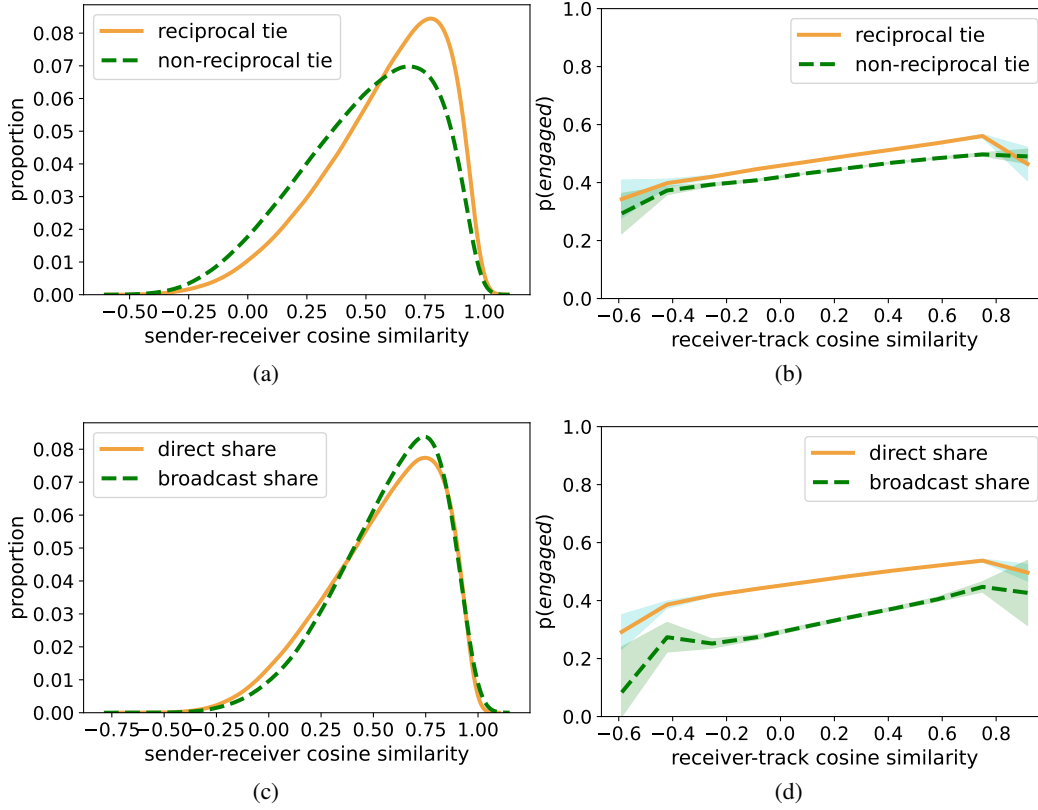 reciprocal tie
non-reciprocal tie
proportion
0.08
0.07
0.06
0.05
0.04
0.03
0.02
0.01
0.00
−0.50 −0.25 0.00 0.25 0.50 0.75 1.00
sender-receiver cosine similarity
(a)
reciprocal tie
non-reciprocal tie
p(engaged)
1.0
0.8
0.6
0.4
0.2
0.0
−0.6 −0.4 −0.2 0.0 0.2 0.4 0.6 0.8
receiver-track cosine similarity
(b)
direct share
broadcast share
proportion
0.08
0.07
0.06
0.05
0.04
0.03
0.02
0.01
0.00
−0.75 −0.50 −0.25 0.00 0.25 0.50 0.75 1.00
sender-receiver cosine similarity
(c)
direct share
broadcast share
p(engaged)
1.0
0.8
0.6
0.4
0.2
0.0
−0.6 −0.4 −0.2 0.0 0.2 0.4 0.6 0.8
receiver-track cosine similarity
(d)